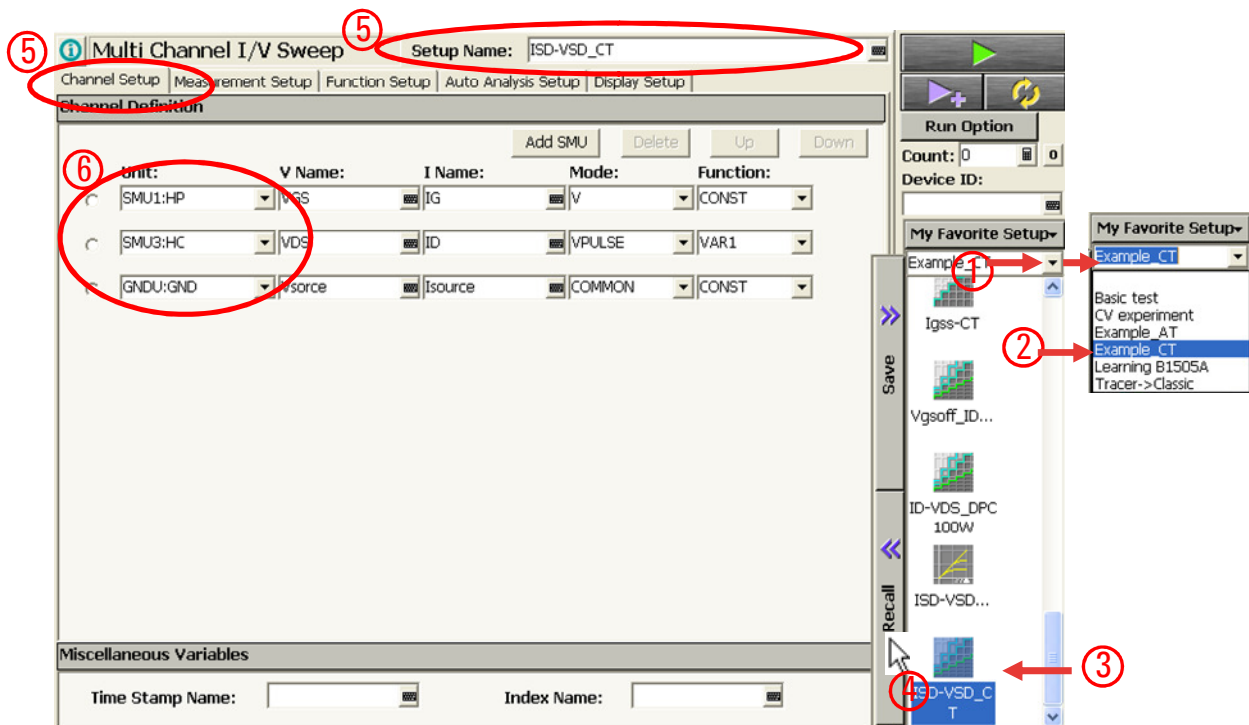 ⑤
⑤
Multi Channel I/V Sweep Setup Name: ISD-VSD_CT
Channel Setup Measurement Setup Function Setup Auto Analysis Setup Display Setup
Channel Definition
Add SMU Delete Up Down
⑥
Unit: V Name: I Name: Mode: Function:
SMU1:HP VGS IG V CONST
SMU3:HC VDS ID VPULSE VAR1
GNDU:GND Vsorce Isource COMMON CONST
Miscellaneous Variables
Time Stamp Name: Index Name:
Save
Recall
Run Option
Count: 0 0
Device ID:
My Favorite Setup
Example_CT
①
Igss-CT
Vgsoff_ID...
ID-VDS_DPC
100W
ISD-VSD...
③
④
ISD-VSD_C
T
My Favorite Setup
Example_CT
Basic test
CV experiment
Example_AT
②
Example_CT
Learning B1505A
Tracer->Classic